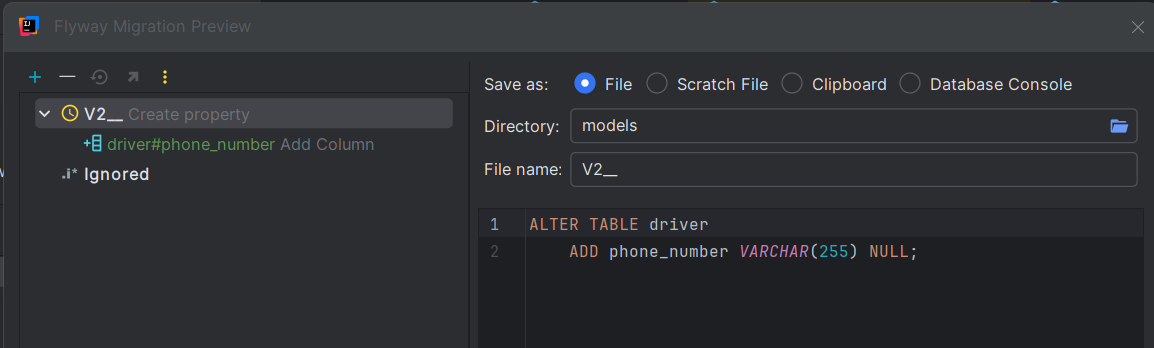 Flyway Migration Preview
V2__ Create property
driver#phone_number Add Column
.i* Ignored
Save as: File Scratch File Clipboard Database Console
Directory: models
File name: V2__
1 ALTER TABLE driver
2 ADD phone_number VARCHAR(255) NULL;